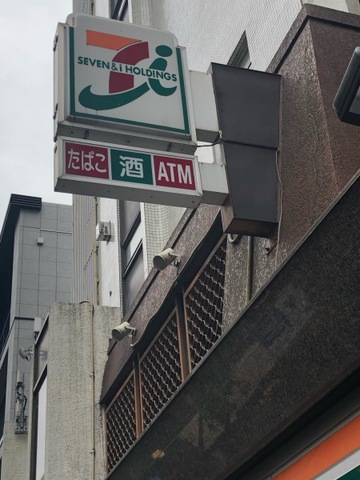 SEVEN & i HOLDINGS
たばこ 酒 ATM